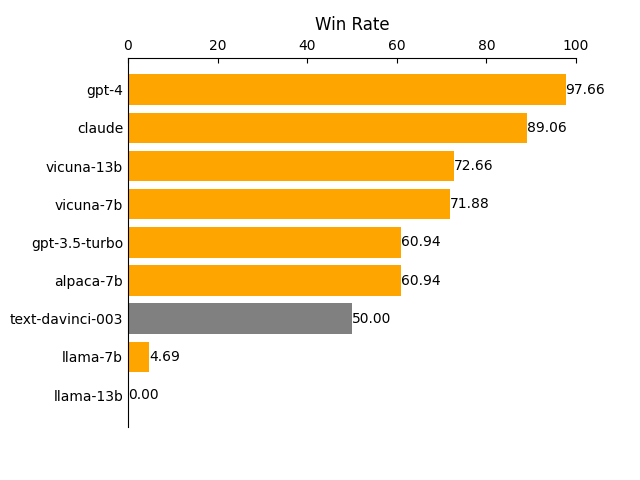 Win Rate
0 20 40 60 80 100
gpt-4 97.66
claude 89.06
vicuna-13b 72.66
vicuna-7b 71.88
gpt-3.5-turbo 60.94
alpaca-7b 60.94
text-davinci-003 50.00
llama-7b 4.69
llama-13b 0.00